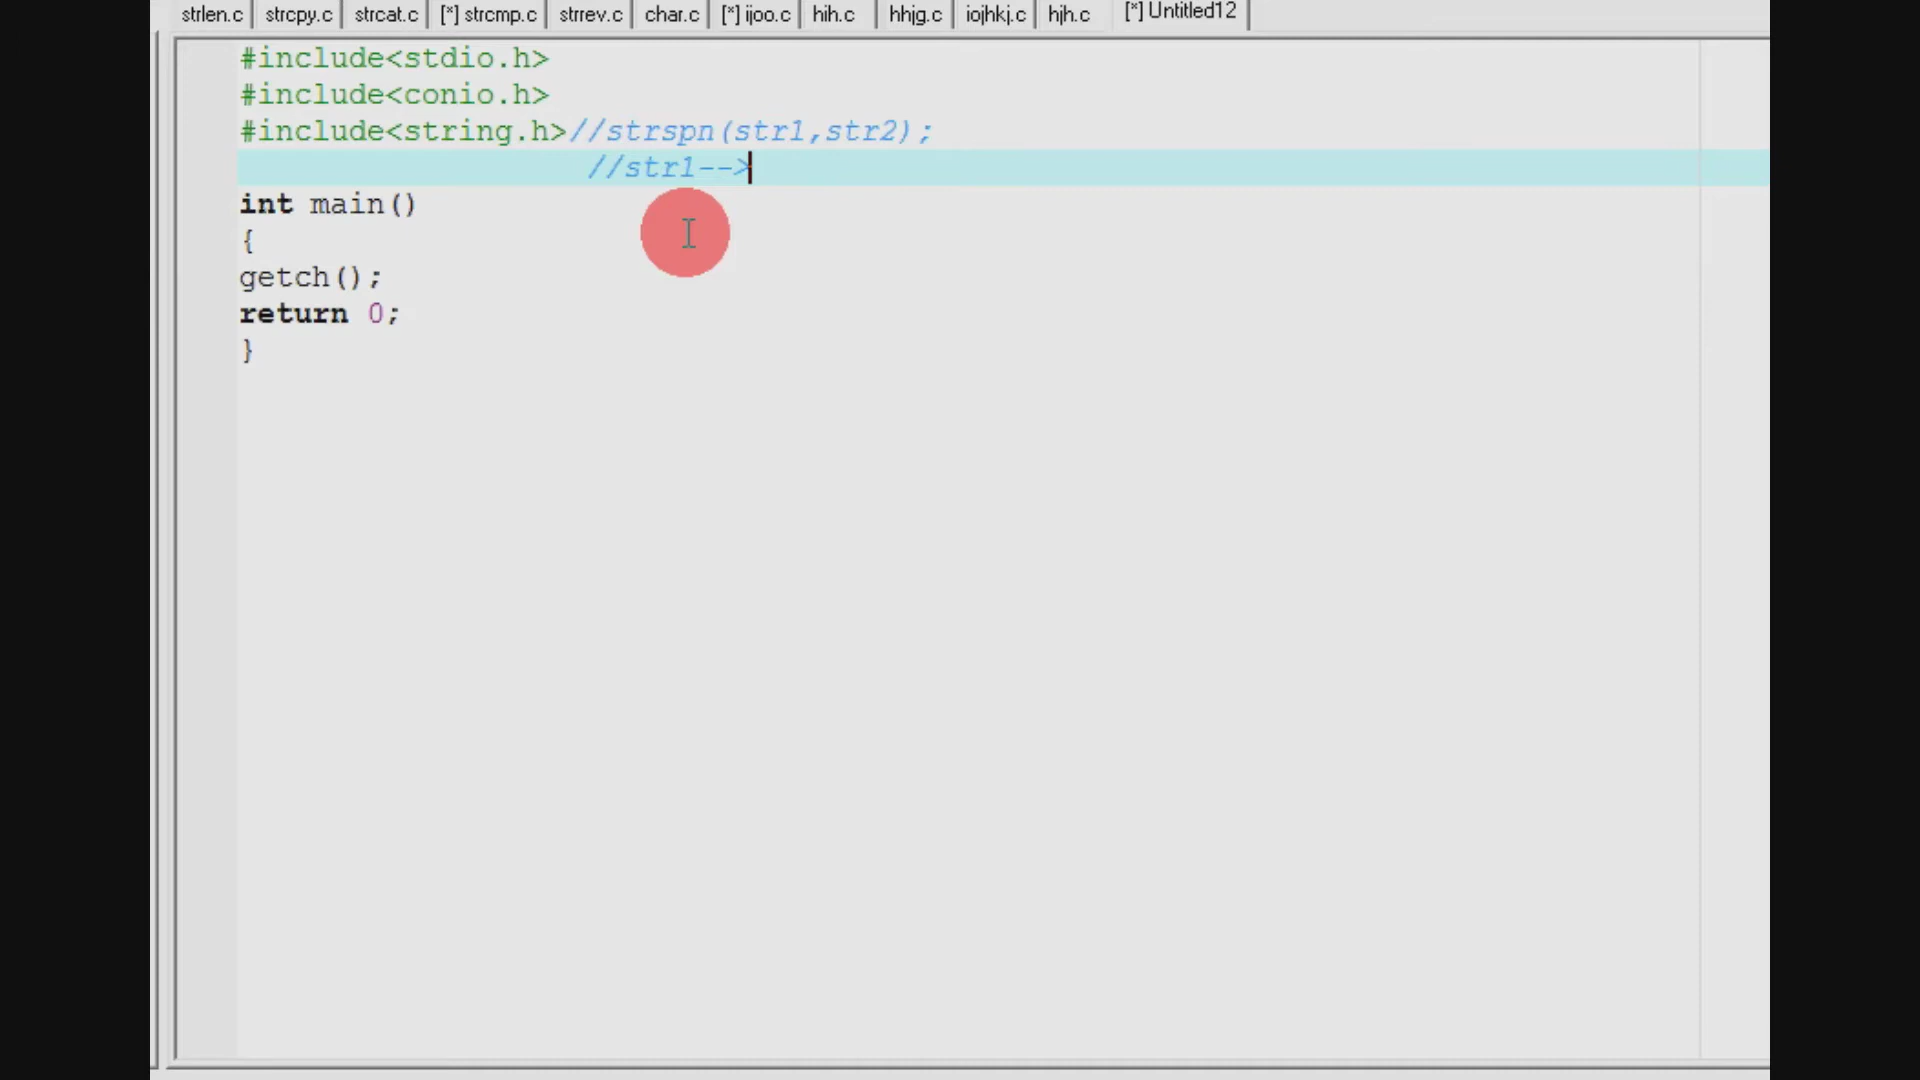 strlen.c strcpy.c strcat.c [*] strcmp.c strrev.c char.c [*] ijoo.c hih.c hhjg.c iojhkj.c hjh.c [*] Untitled12
#include<stdio.h>
#include<conio.h>
#include<string.h>//strspn(str1,str2);
//str1-->
int main()
{
getch();
return 0;
}